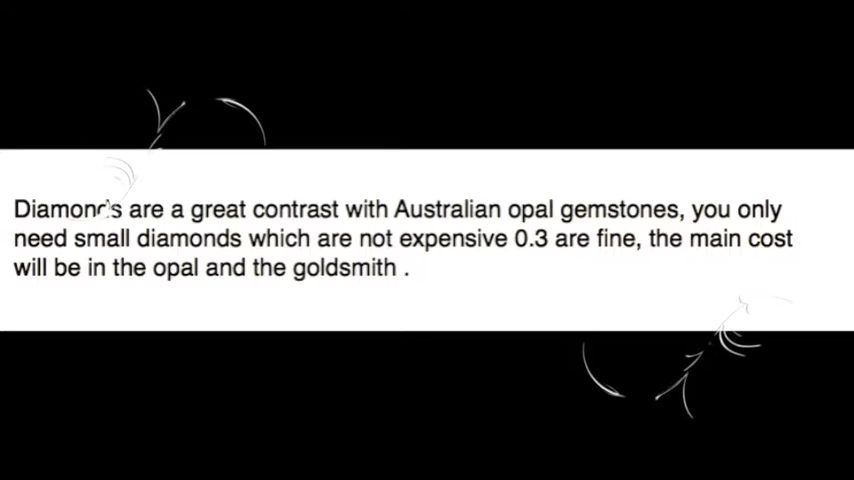 Diamonds are a great contrast with Australian opal gemstones, you only
need small diamonds which are not expensive 0.3 are fine, the main cost
will be in the opal and the goldsmith .